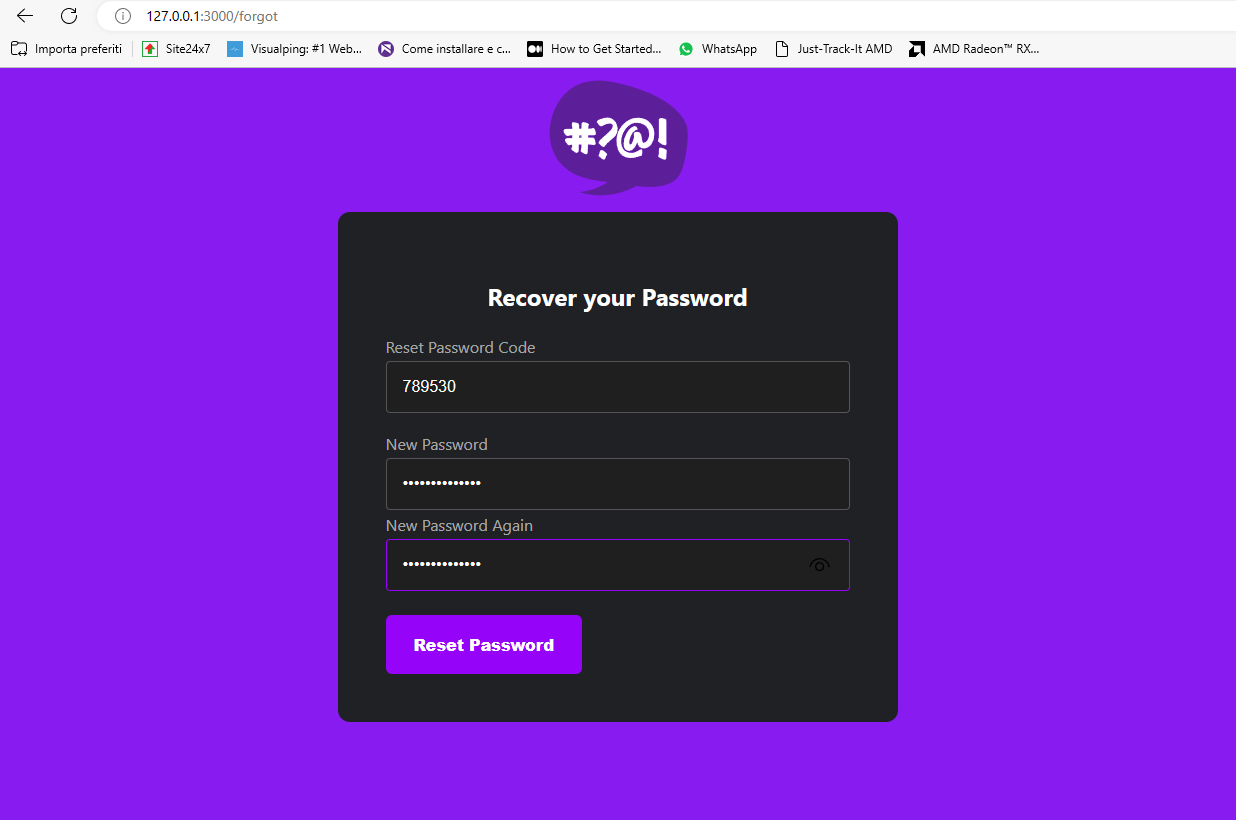 127.0.0.1:3000/forgot
Importa preferiti Site24x7 Visualping: #1 Web... Come installare e c... How to Get Started... WhatsApp Just-Track-It AMD AMD Radeon™ RX...
#?@!
Recover your Password
Reset Password Code
789530
New Password
••••••••••••••
New Password Again
••••••••••••••
Reset Password